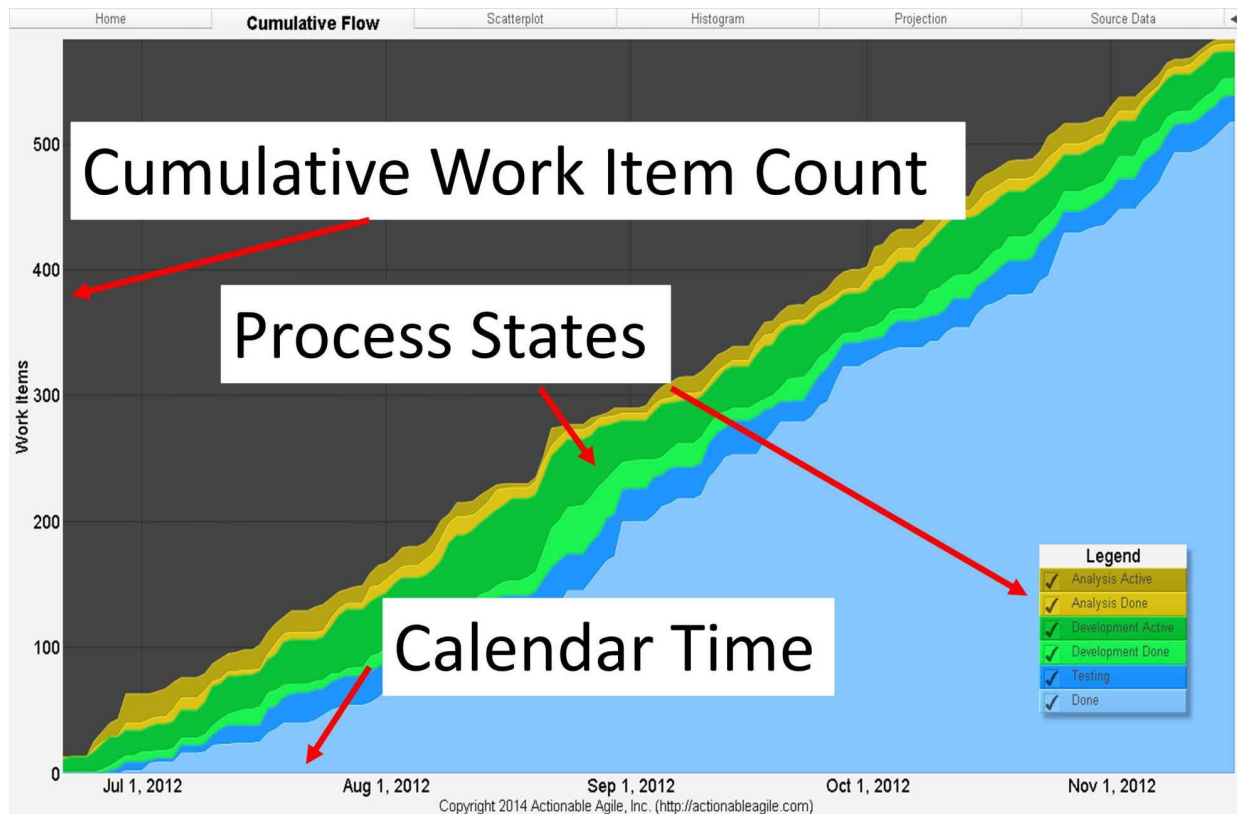 Home Cumulative Flow Scatterplot Histogram Projection Source Data
500
Cumulative Work Item Count
400
Process States
300
Work Items
200
Legend
Analysis Active
Analysis Done
Development Active
Development Done
Testing
Done
100
Calendar Time
0
Jul 1, 2012 Aug 1, 2012 Sep 1, 2012 Oct 1, 2012 Nov 1, 2012
Copyright 2014 Actionable Agile, Inc. (http://actionableagile.com)